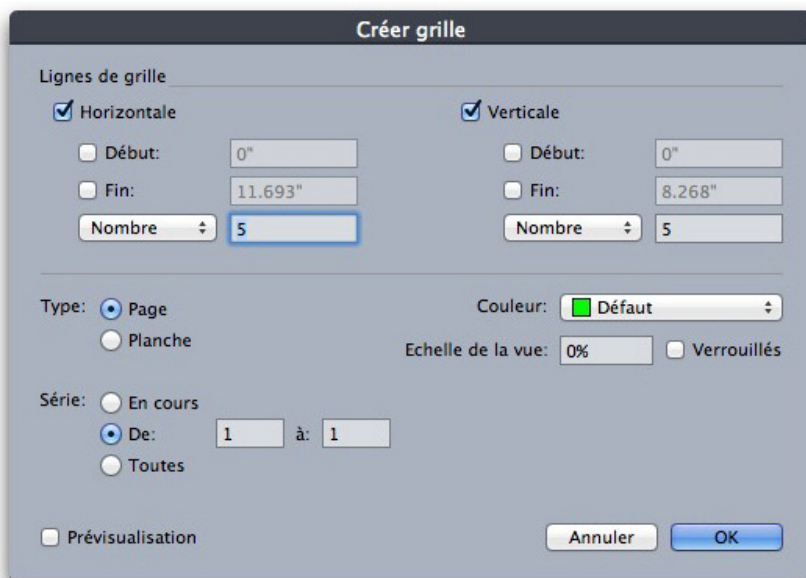 Créer grille
Lignes de grille
Horizontale
Verticale
Début: 0"
Début: 0"
Fin: 11.693"
Fin: 8.268"
Nombre 5
Nombre 5
Type: Page
Couleur: Défaut
Planche
Echelle de la vue: 0% Verrouillés
Série: En cours
De: 1 à: 1
Toutes
Prévisualisation
Annuler
OK